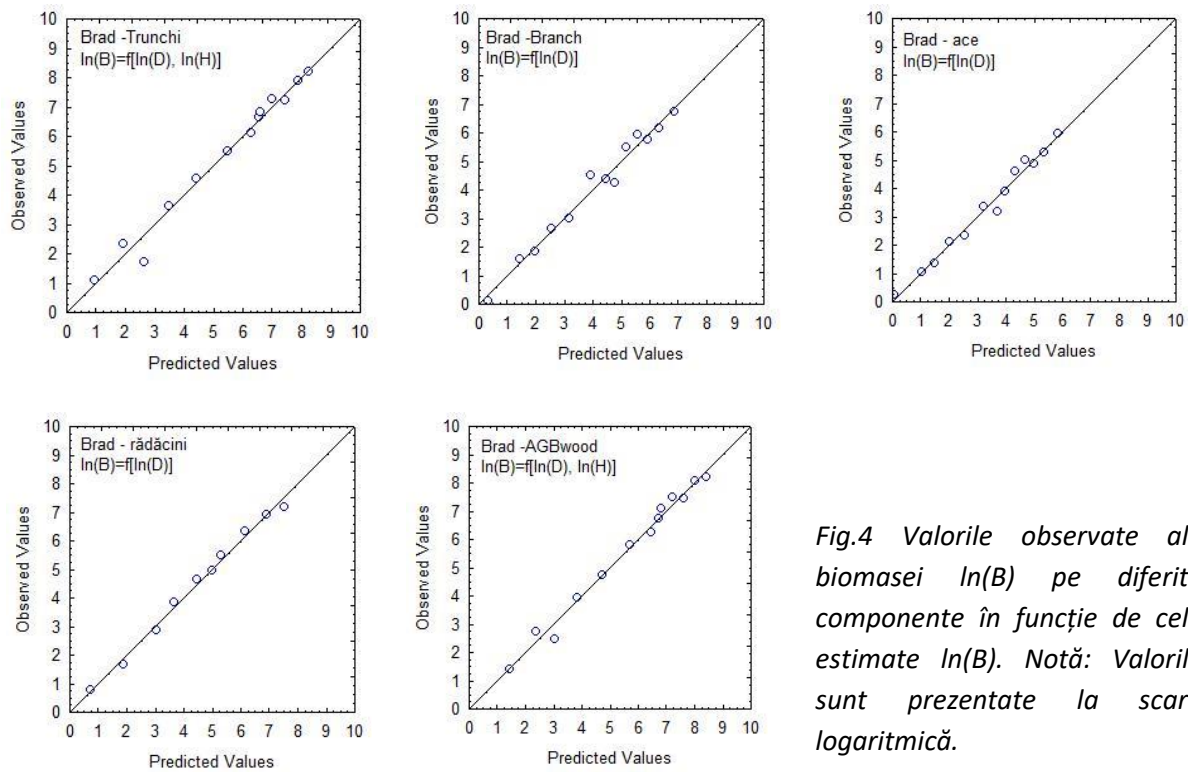 Brad -Trunchi
ln(B)=f[ln(D), ln(H)]
10
9
8
7
6
5
4
3
2
1
0
Observed Values
0 1 2 3 4 5 6 7 8 9 10
Predicted Values
Brad -Branch
ln(B)=f[ln(D)]
10
9
8
7
6
5
4
3
2
1
0
Observed Values
0 1 2 3 4 5 6 7 8 9 10
Predicted Values
Brad - ace
ln(B)=f[ln(D)]
10
9
8
7
6
5
4
3
2
1
0
Observed Values
0 1 2 3 4 5 6 7 8 9 10
Predicted Values
Brad - rădăcini
ln(B)=f[ln(D)]
10
9
8
7
6
5
4
3
2
1
0
Observed Values
0 1 2 3 4 5 6 7 8 9 10
Predicted Values
Brad -AGBwood
ln(B)=f[ln(D), ln(H)]
10
9
8
7
6
5
4
3
2
1
0
Observed Values
0 1 2 3 4 5 6 7 8 9 10
Predicted Values
Fig.4 Valorile observate al
biomasei ln(B) pe diferit
componente în funcție de cel
estimate ln(B). Notă: Valoril
sunt prezentate la scar
logaritmică.